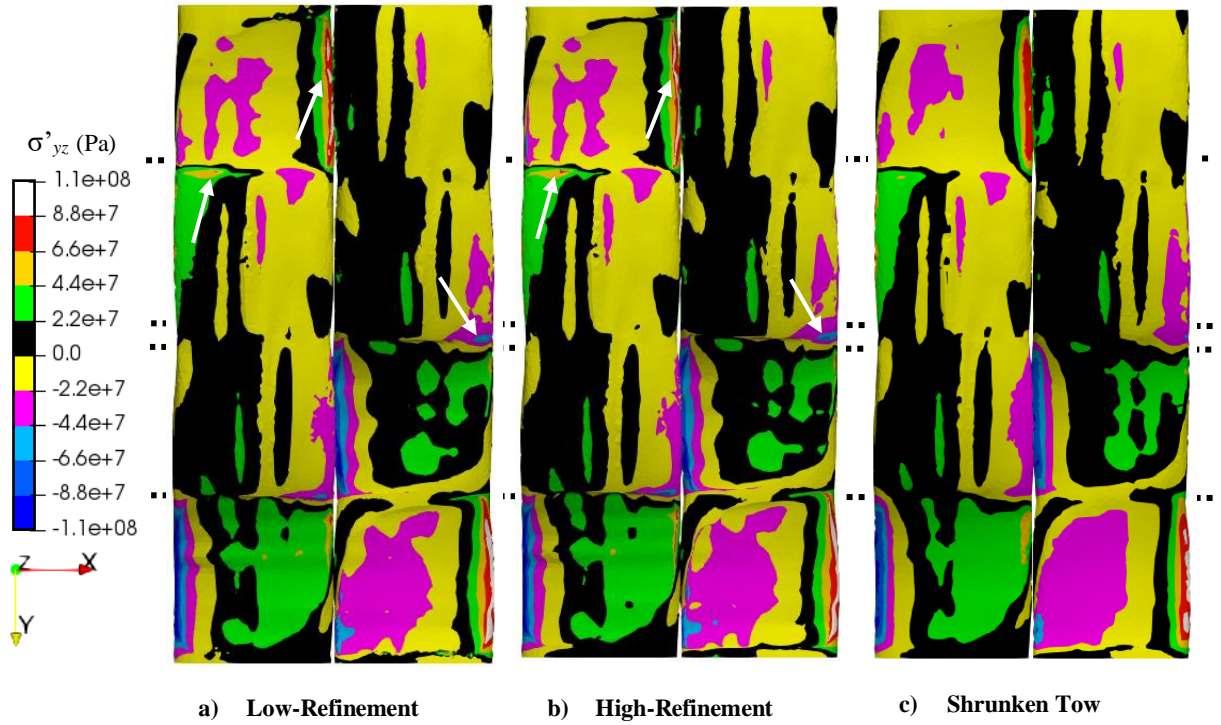 σ'yz (Pa)
1.1e+08
8.8e+7
6.6e+7
4.4e+7
2.2e+7
0.0
-2.2e+7
-4.4e+7
-6.6e+7
-8.8e+7
-1.1e+08
Z X
Y
a) Low-Refinement b) High-Refinement c) Shrunken Tow